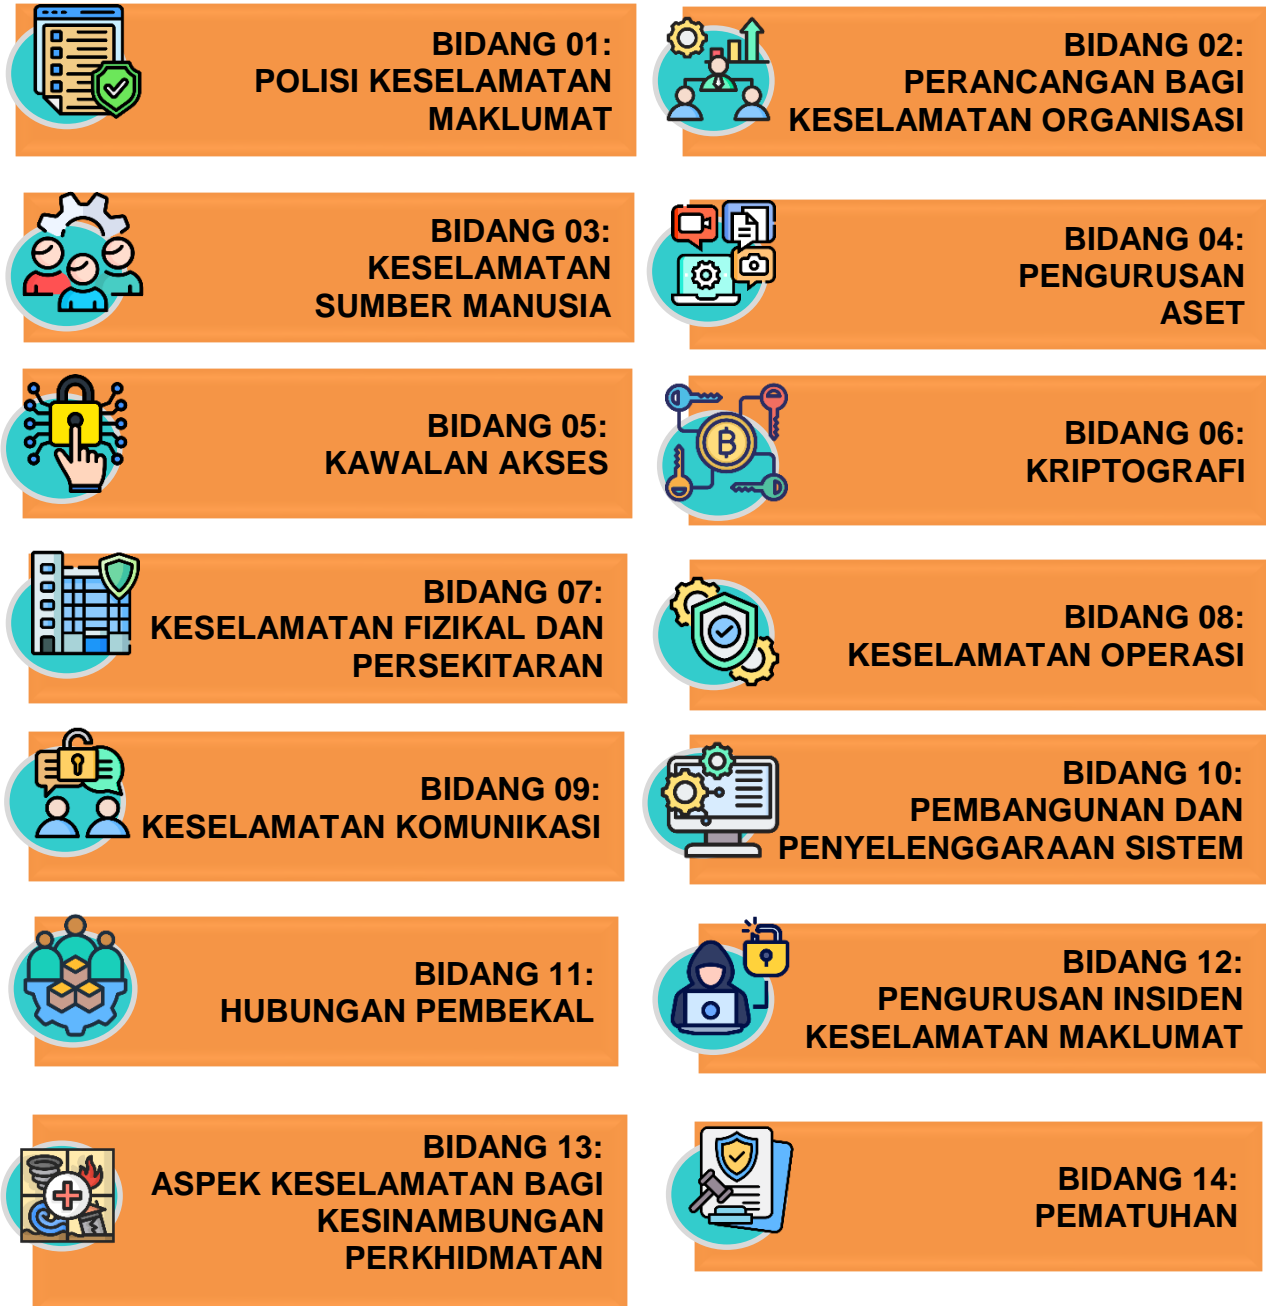 BIDANG 01:
POLISI KESELAMATAN
MAKLUMAT
BIDANG 02:
PERANCANGAN BAGI
KESELAMATAN ORGANISASI
BIDANG 03:
KESELAMATAN
SUMBER MANUSIA
BIDANG 04:
PENGURUSAN
ASET
BIDANG 05:
KAWALAN AKSES
BIDANG 06:
KRIPTOGRAFI
BIDANG 07:
KESELAMATAN FIZIKAL DAN
PERSEKITARAN
BIDANG 08:
KESELAMATAN OPERASI
BIDANG 09:
KESELAMATAN KOMUNIKASI
BIDANG 10:
PEMBANGUNAN DAN
PENYELENGGARAAN SISTEM
BIDANG 11:
HUBUNGAN PEMBEKAL
BIDANG 12:
PENGURUSAN INSIDEN
KESELAMATAN MAKLUMAT
BIDANG 13:
ASPEK KESELAMATAN BAGI
KESINAMBUNGAN
PERKHIDMATAN
BIDANG 14:
PEMATUHAN